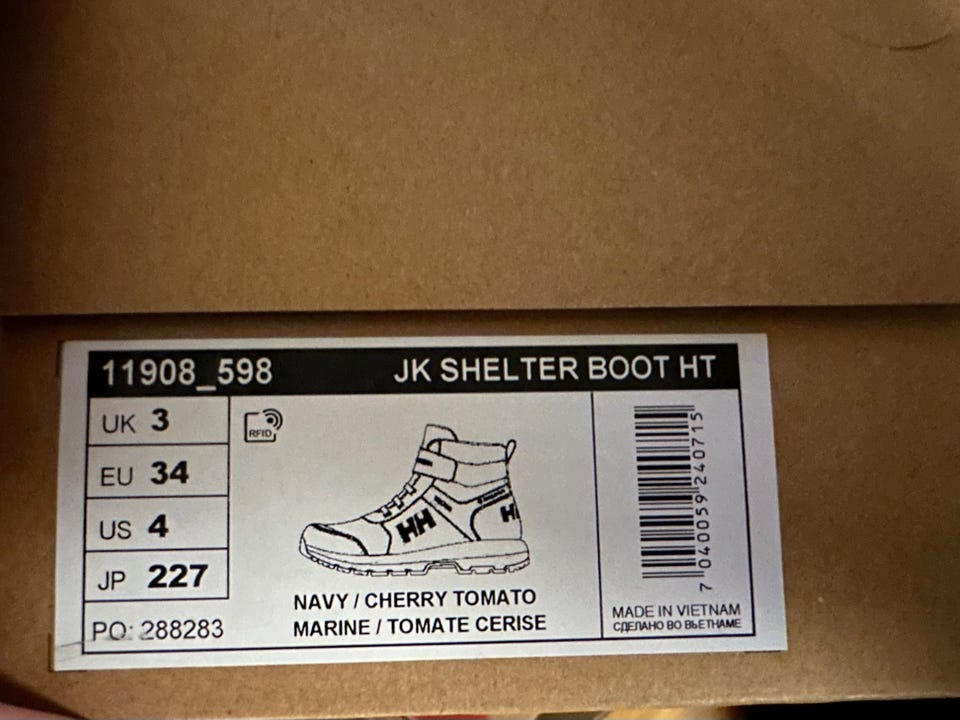 11908_598 JK SHELTER BOOT HT
UK 3
EU 34
US 4
JP 227
PO: 288283
RFID
HH
H
NAVY / CHERRY TOMATO
MARINE / TOMATE CERISE
7 040059 240715
MADE IN VIETNAM
СДЕЛАНО ВО ВЬЕТНАМЕ